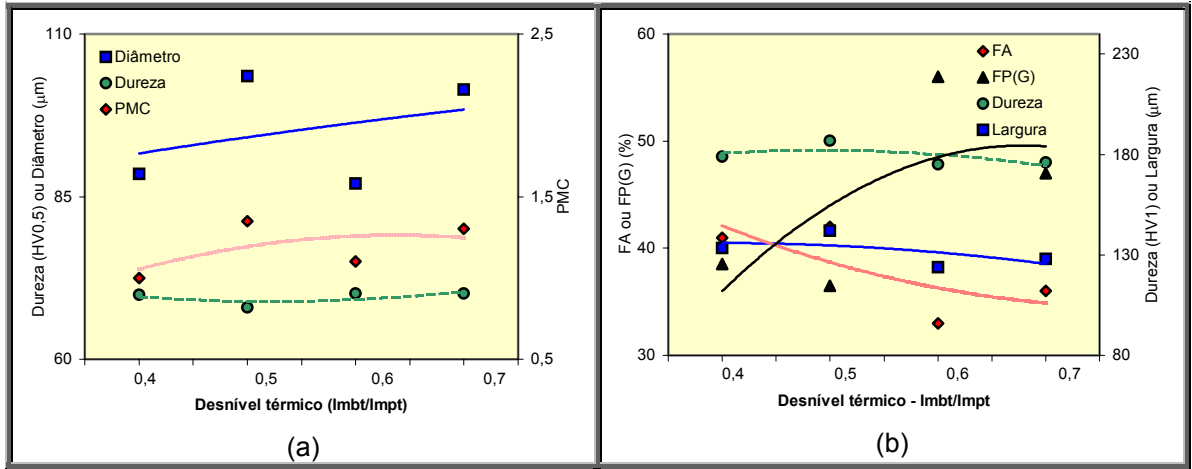 110
85
60
Dureza (HV0,5) ou Diâmetro (μm)
Diâmetro
Dureza
PMC
2,5
1,5
0,5
PMC
0,4 0,5 0,6 0,7
Desnível térmico (Imbt/Impt)
(a)
60
50
40
30
FA ou FP(G) (%)
FA
FP(G)
Dureza
Largura
230
180
130
80
Dureza (HV1) ou Largura (μm)
0,4 0,5 0,6 0,7
Desnível térmico - Imbt/Impt
(b)